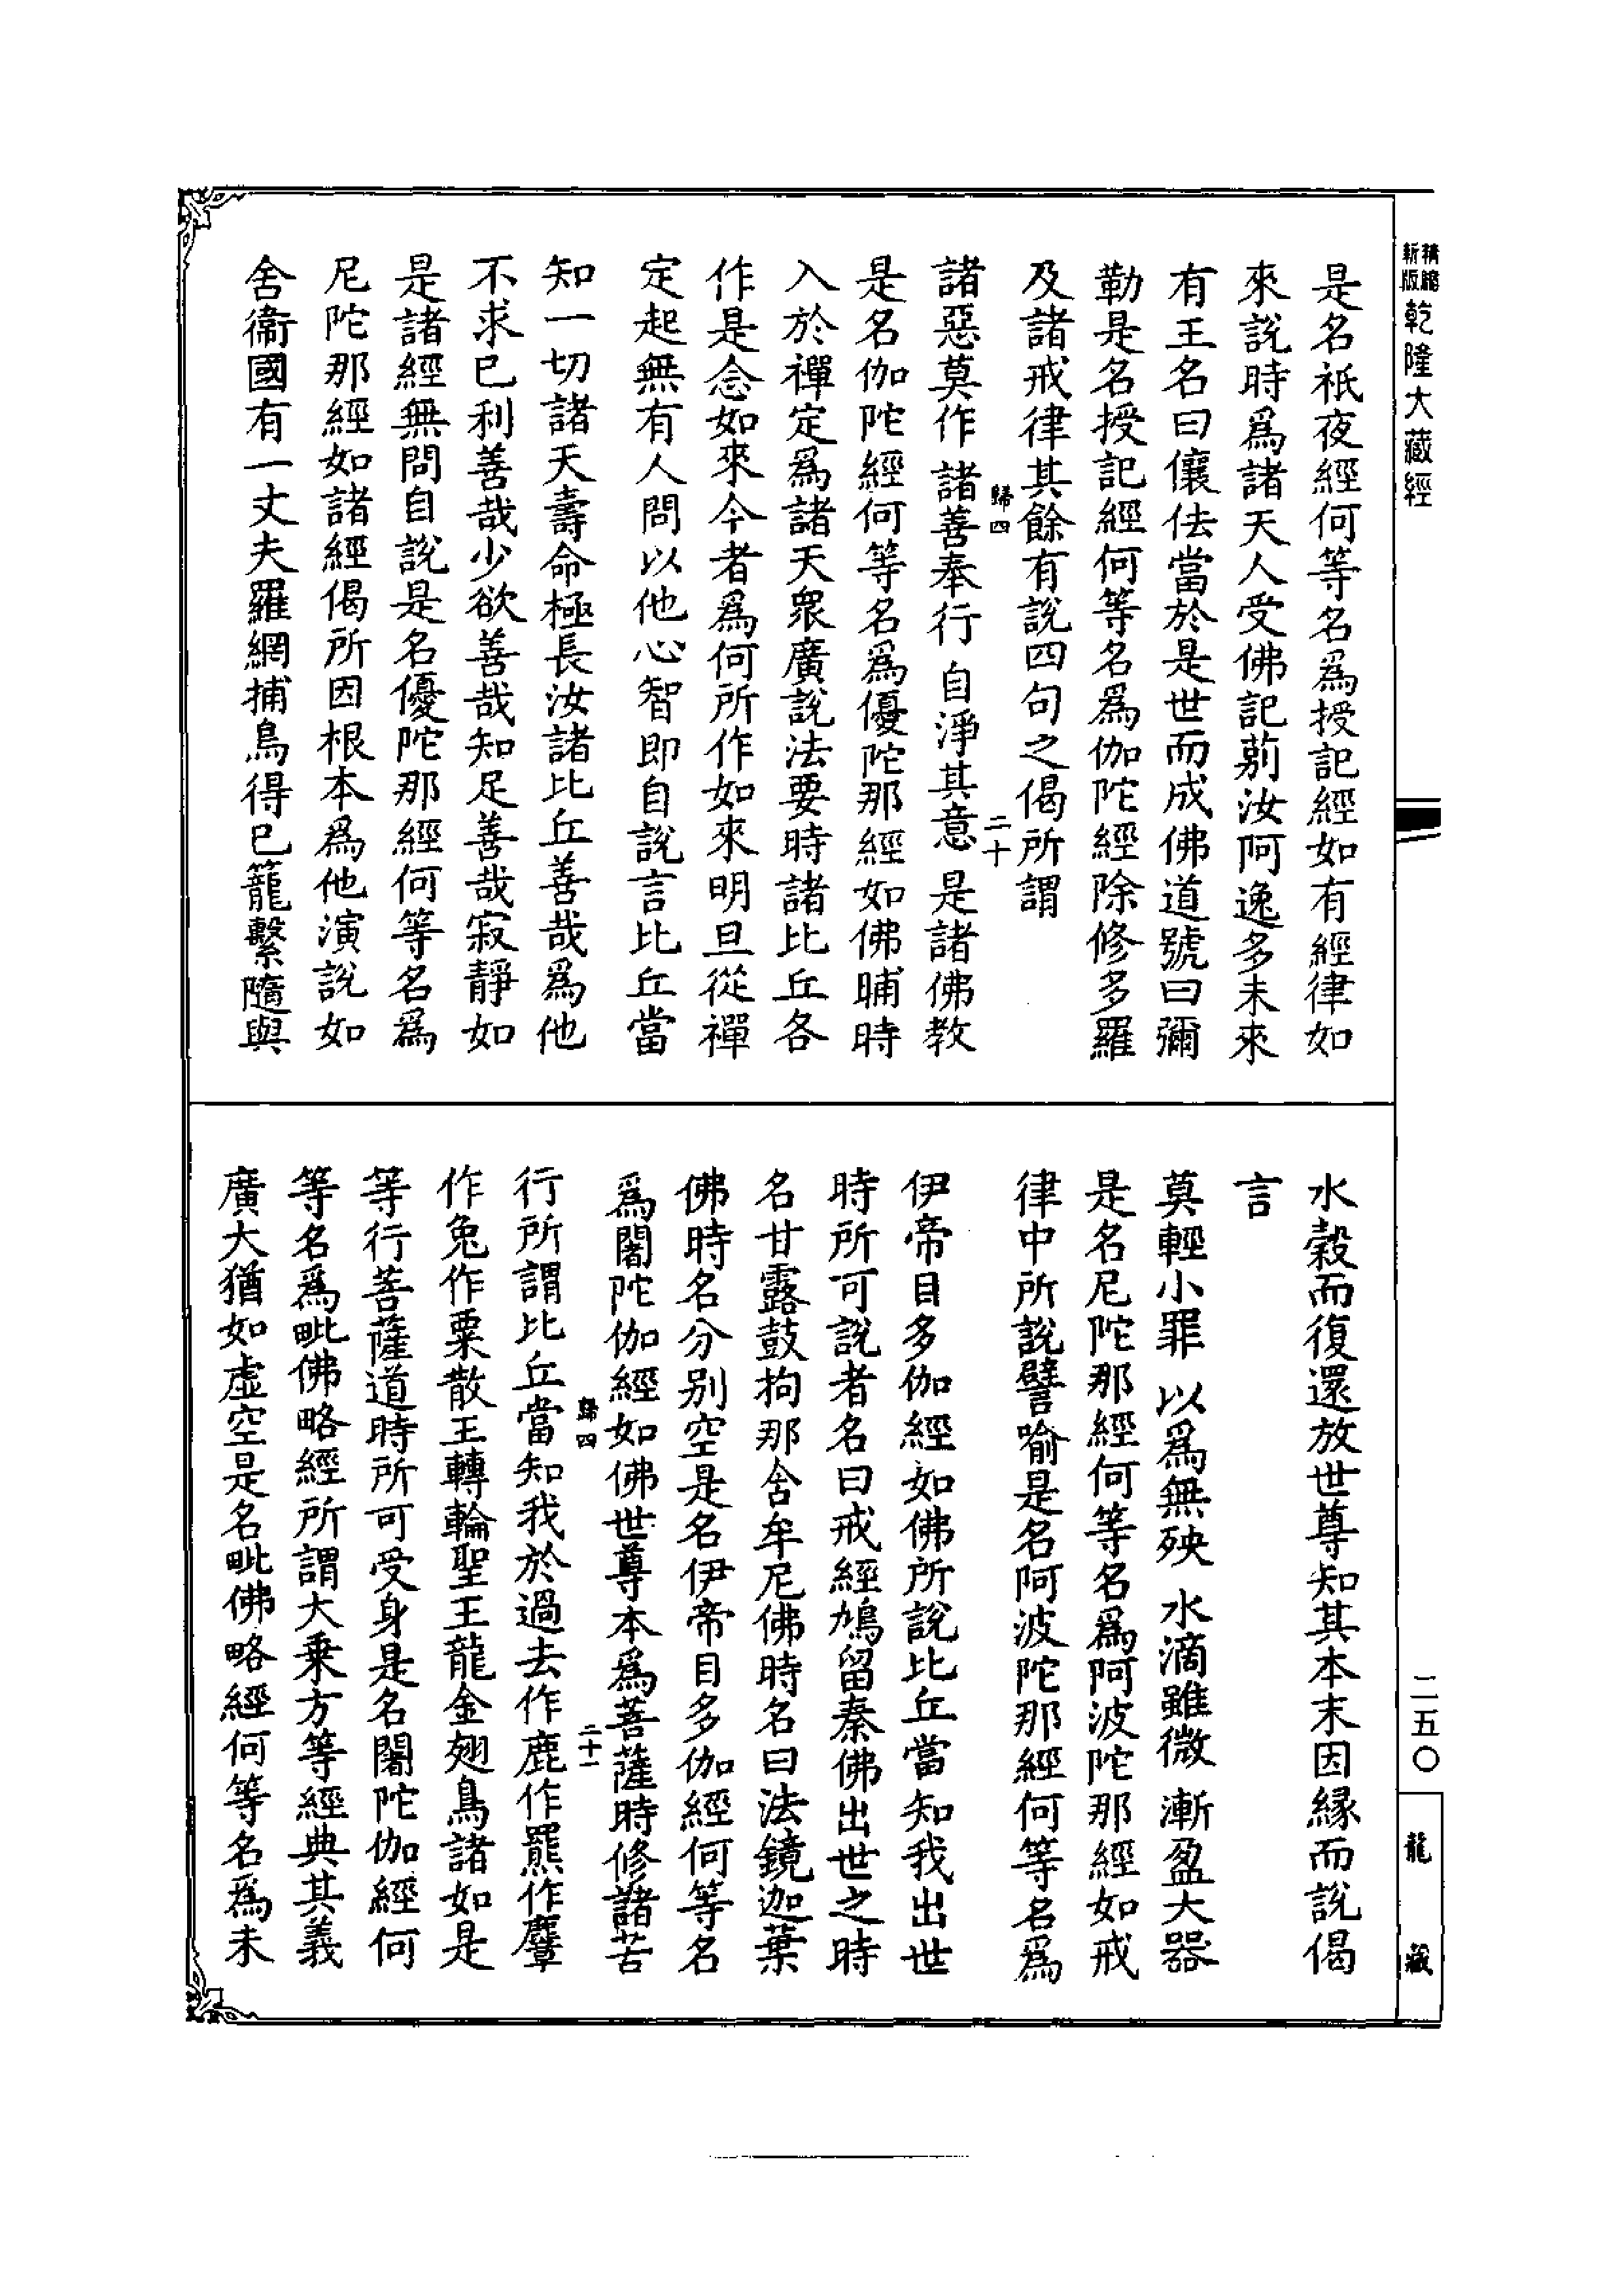 精縮
新版
乾隆大藏經
是名祇夜經何等名爲授記經如有經律如
來說時爲諸天人受佛記莂汝阿逸多未來
有王名曰儴佉當於是世而成佛道號曰彌
勒是名授記經何等名爲伽陀經除修多羅
及諸戒律其餘有說四句之偈所謂
歸四
二十
諸惡莫作 諸善奉行 自淨其意 是諸佛教
是名伽陀經何等名爲優陀那經如佛晡時
入於禪定爲諸天衆廣說法要時諸比丘各
作是念如來今者爲何所作如來明旦從禪
定起無有人問以他心智即自說言比丘當
知一切諸天壽命極長汝諸比丘善哉爲他
不求已利善哉少欲善哉知足善哉寂靜如
是諸經無問自說是名優陀那經何等名爲
尼陀那經如諸經偈所因根本爲他演說如
舍衞國有一丈夫羅網捕鳥得已籠繫隨與
水糓而復還放世尊知其本末因緣而說偈
言
莫輕小罪 以爲無殃 水滴雖微 漸盈大器
是名尼陀那經何等名爲阿波陀那經如戒
律中所說譬喻是名阿波陀那經何等名爲
伊帝目多伽經如佛所說比丘當知我出世
時所可說者名曰戒經鳩留秦佛出世之時
名甘露鼓拘那含牟尼佛時名曰法鏡迦葉
佛時名分別空是名伊帝目多伽經何等名
爲闍陀伽經如佛世尊本爲菩薩時修諸苦
歸四
二十一
行所謂比丘當知我於過去作鹿作羆作麞
作兔作粟散王轉輪聖王龍金翅鳥諸如是
等行菩薩道時所可受身是名闍陀伽經何
等名爲毗佛略經所謂大乗方等經典其義
廣大猶如虛空是名毗佛略經何等名爲未
二五〇
龍藏